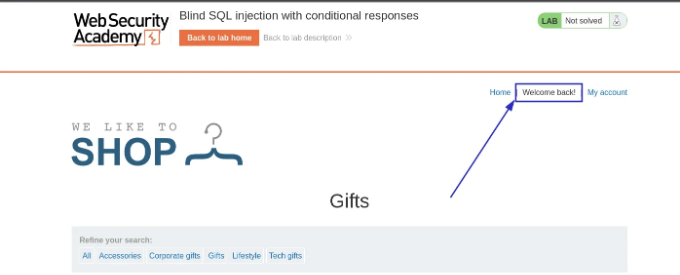 Web Security Academy
Blind SQL injection with conditional responses
Back to lab home Back to lab description
LAB Not solved
Home Welcome back! My account
WE LIKE TO
SHOP
Gifts
Refine your search:
All Accessories Corporate gifts Gifts Lifestyle Tech gifts